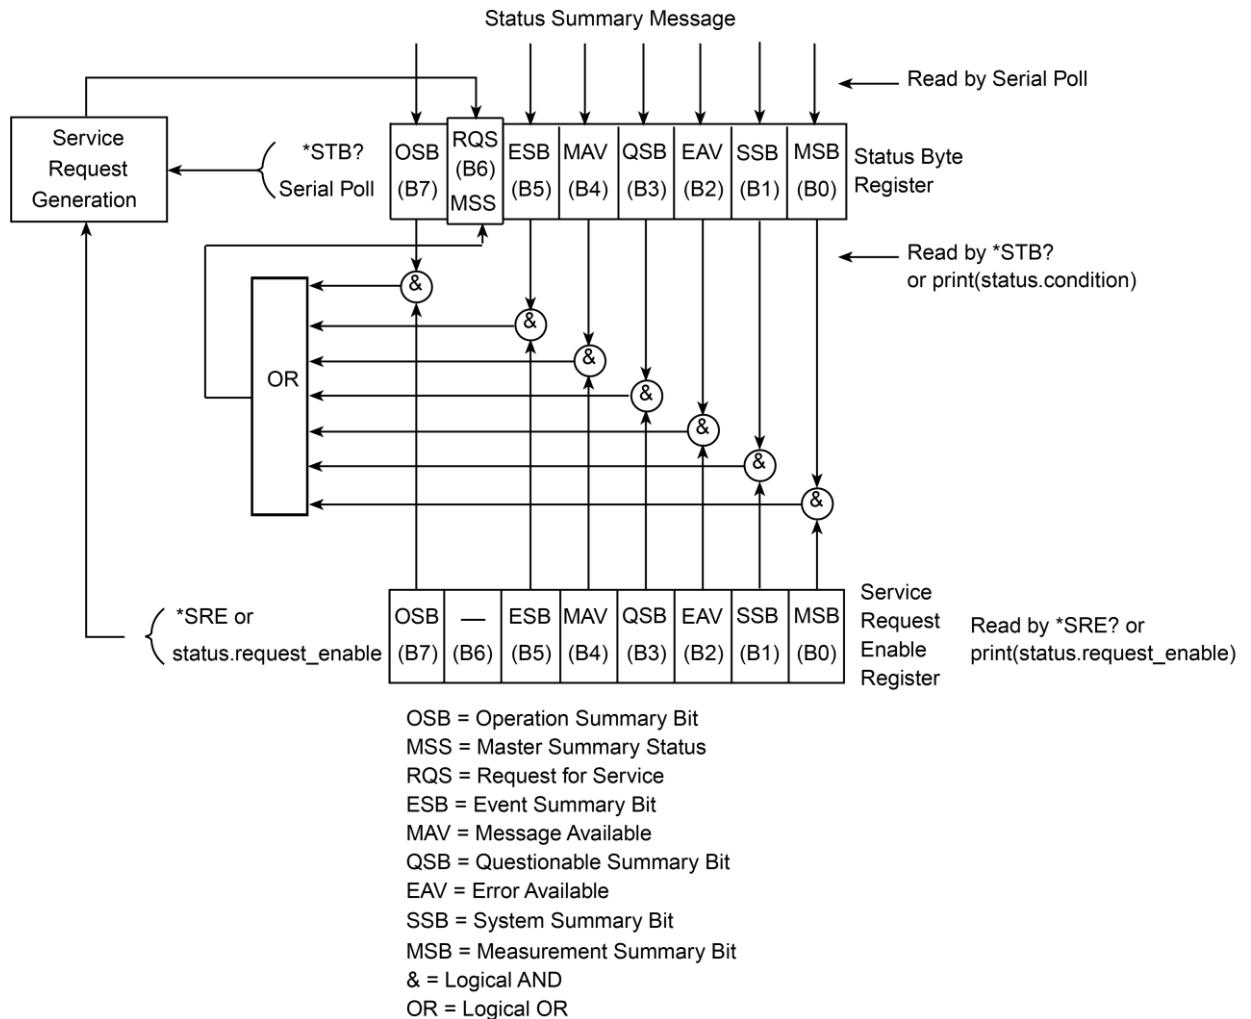 Status Summary Message
Read by Serial Poll
Service
Request
Generation
*STB?
Serial Poll
OSB
(B7)
RQS
(B6)
MSS
ESB
(B5)
MAV
(B4)
QSB
(B3)
EAV
(B2)
SSB
(B1)
MSB
(B0)
Status Byte
Register
Read by *STB?
or print(status.condition)
&
&
&
&
&
&
&
OR
*SRE or
status.request_enable
OSB
(B7)
—
(B6)
ESB
(B5)
MAV
(B4)
QSB
(B3)
EAV
(B2)
SSB
(B1)
MSB
(B0)
Service
Request
Enable
Register
Read by *SRE? or
print(status.request_enable)
OSB = Operation Summary Bit
MSS = Master Summary Status
RQS = Request for Service
ESB = Event Summary Bit
MAV = Message Available
QSB = Questionable Summary Bit
EAV = Error Available
SSB = System Summary Bit
MSB = Measurement Summary Bit
& = Logical AND
OR = Logical OR